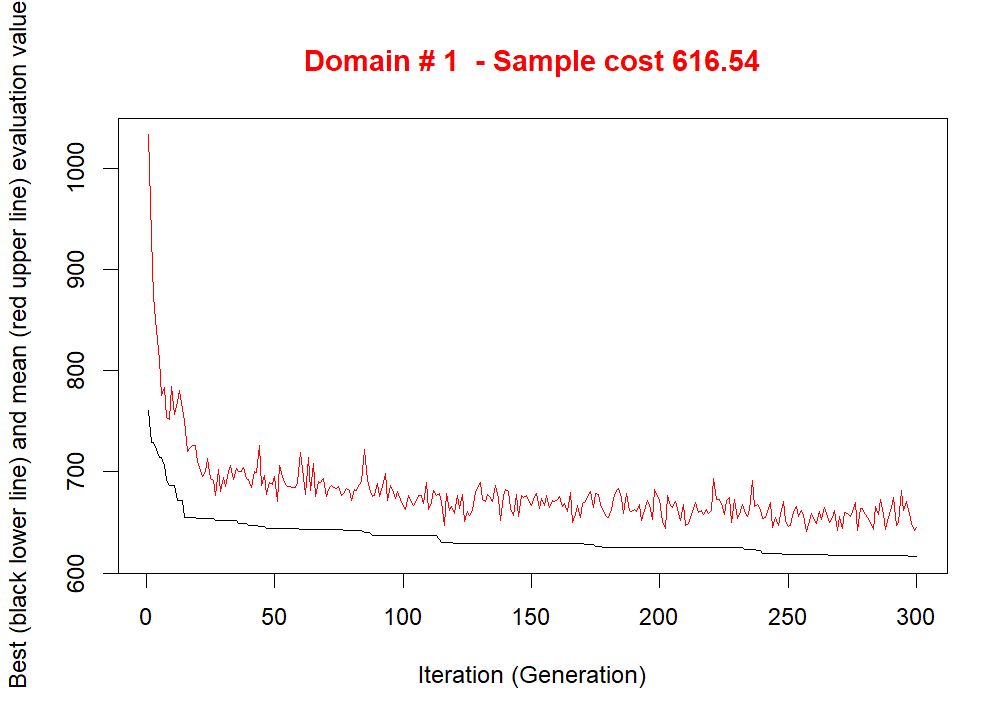 Domain # 1  - Sample cost 616.54
Best (black lower line) and mean (red upper line) evaluation value
1000
900
800
700
600
0 50 100 150 200 250 300
Iteration (Generation)